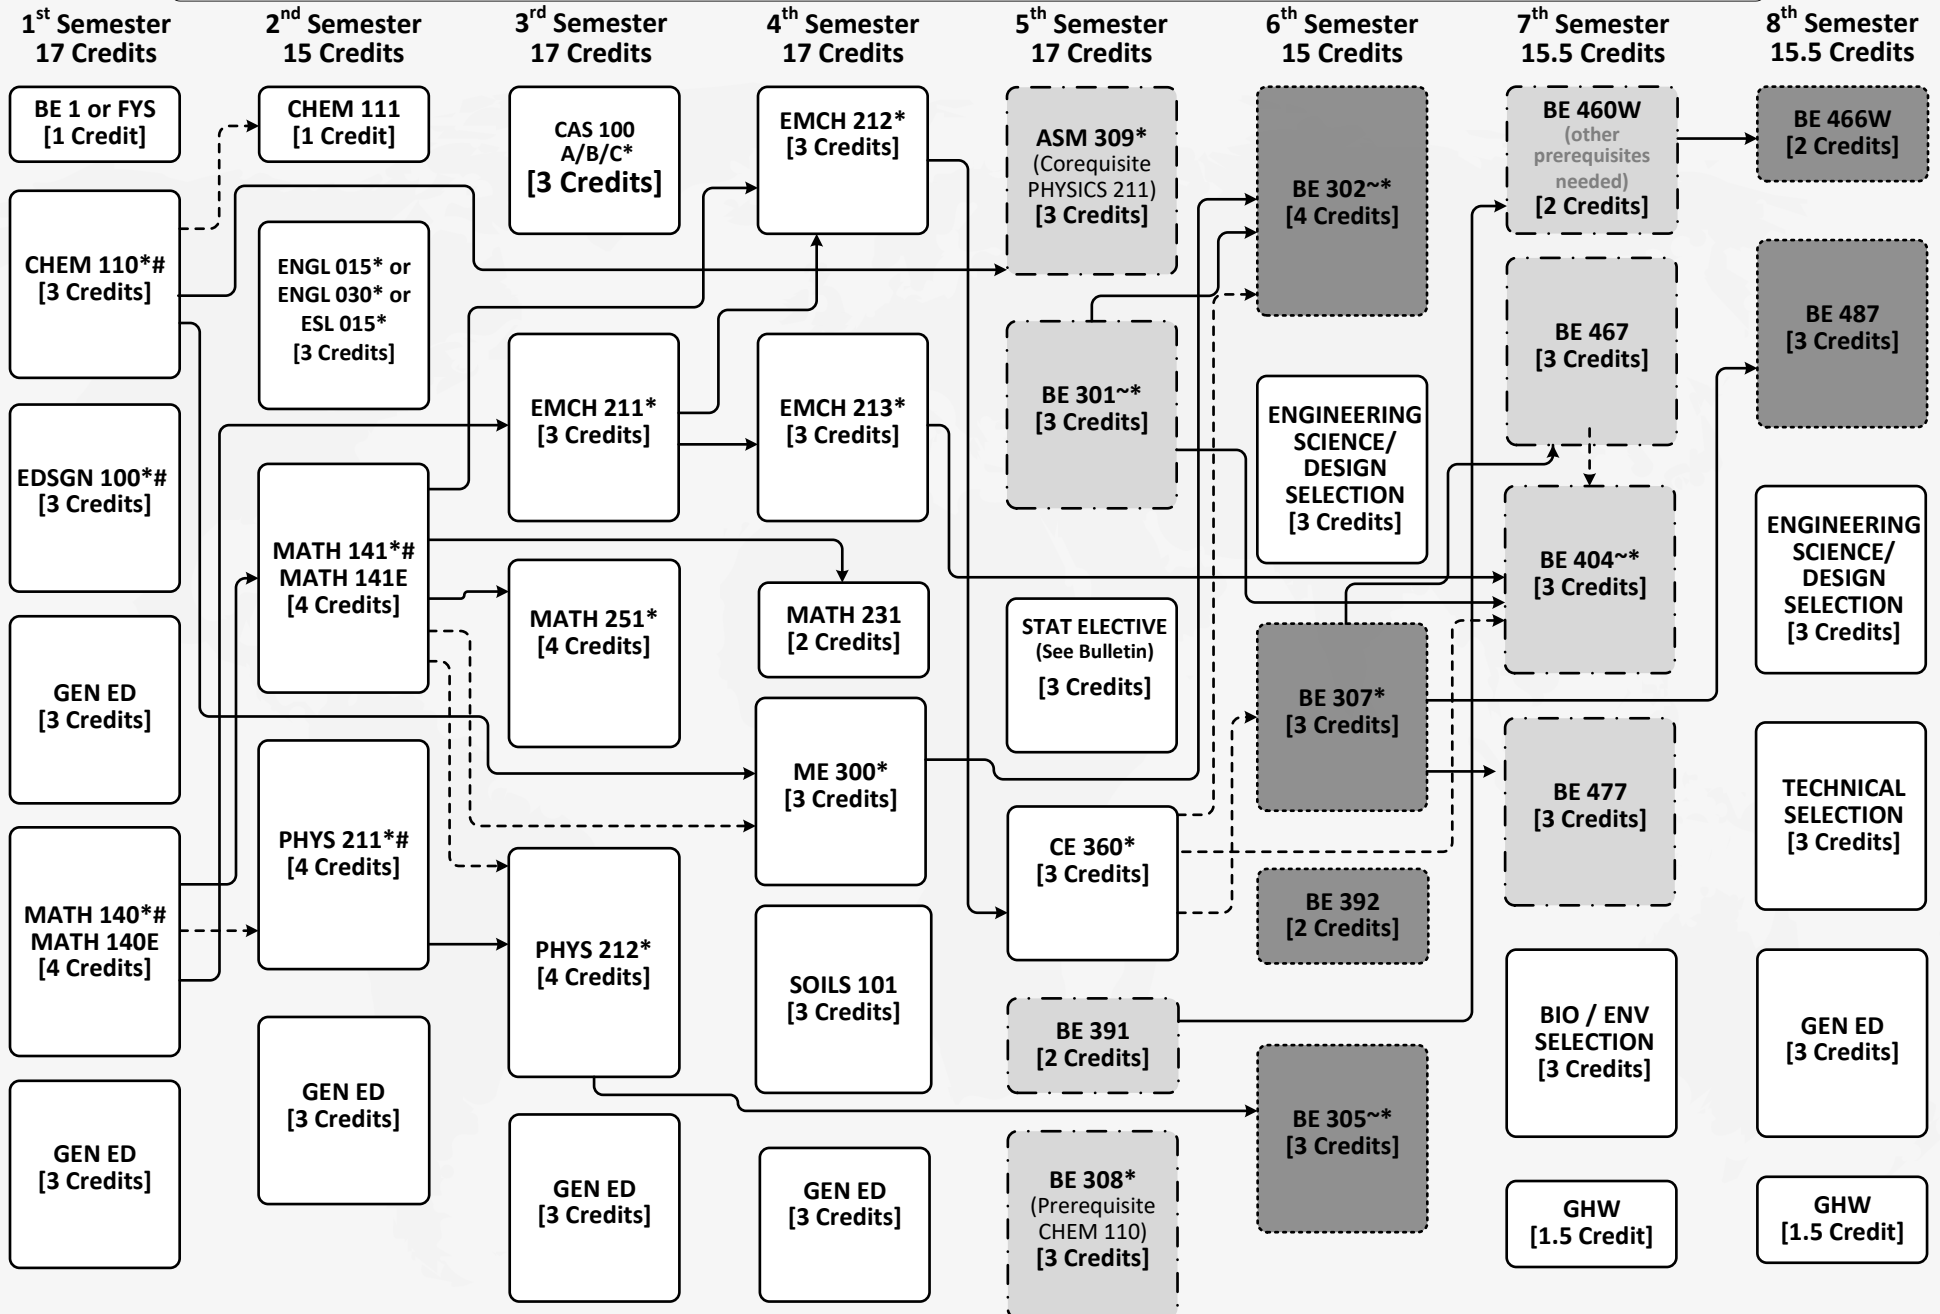 1st Semester
17 Credits
2nd Semester
15 Credits
3rd Semester
17 Credits
4th Semester
17 Credits
5th Semester
17 Credits
6th Semester
15 Credits
7th Semester
15.5 Credits
8th Semester
15.5 Credits
BE 1 or FYS
[1 Credit]
CHEM 110*#
[3 Credits]
EDSGN 100*#
[3 Credits]
GEN ED
[3 Credits]
MATH 140*#
MATH 140E
[4 Credits]
GEN ED
[3 Credits]
CHEM 111
[1 Credit]
ENGL 015* or
ENGL 030* or
ESL 015*
[3 Credits]
MATH 141*#
MATH 141E
[4 Credits]
PHYS 211*#
[4 Credits]
GEN ED
[3 Credits]
CAS 100
A/B/C*
[3 Credits]
EMCH 211*
[3 Credits]
MATH 251*
[4 Credits]
PHYS 212*
[4 Credits]
GEN ED
[3 Credits]
EMCH 212*
[3 Credits]
EMCH 213*
[3 Credits]
MATH 231
[2 Credits]
ME 300*
[3 Credits]
SOILS 101
[3 Credits]
GEN ED
[3 Credits]
ASM 309*
(Corequisite
PHYSICS 211)
[3 Credits]
BE 301~*
[3 Credits]
STAT ELECTIVE
(See Bulletin)
[3 Credits]
CE 360*
[3 Credits]
BE 391
[2 Credits]
BE 308*
(Prerequisite
CHEM 110)
[3 Credits]
BE 302~*
[4 Credits]
ENGINEERING
SCIENCE/
DESIGN
SELECTION
[3 Credits]
BE 307*
[3 Credits]
BE 392
[2 Credits]
BE 305~*
[3 Credits]
BE 460W
(other
prerequisites
needed)
[2 Credits]
BE 467
[3 Credits]
BE 404~*
[3 Credits]
BE 477
[3 Credits]
BIO / ENV
SELECTION
[3 Credits]
GHW
[1.5 Credit]
BE 466W
[2 Credits]
BE 487
[3 Credits]
ENGINEERING
SCIENCE/
DESIGN
SELECTION
[3 Credits]
TECHNICAL
SELECTION
[3 Credits]
GEN ED
[3 Credits]
GHW
[1.5 Credit]